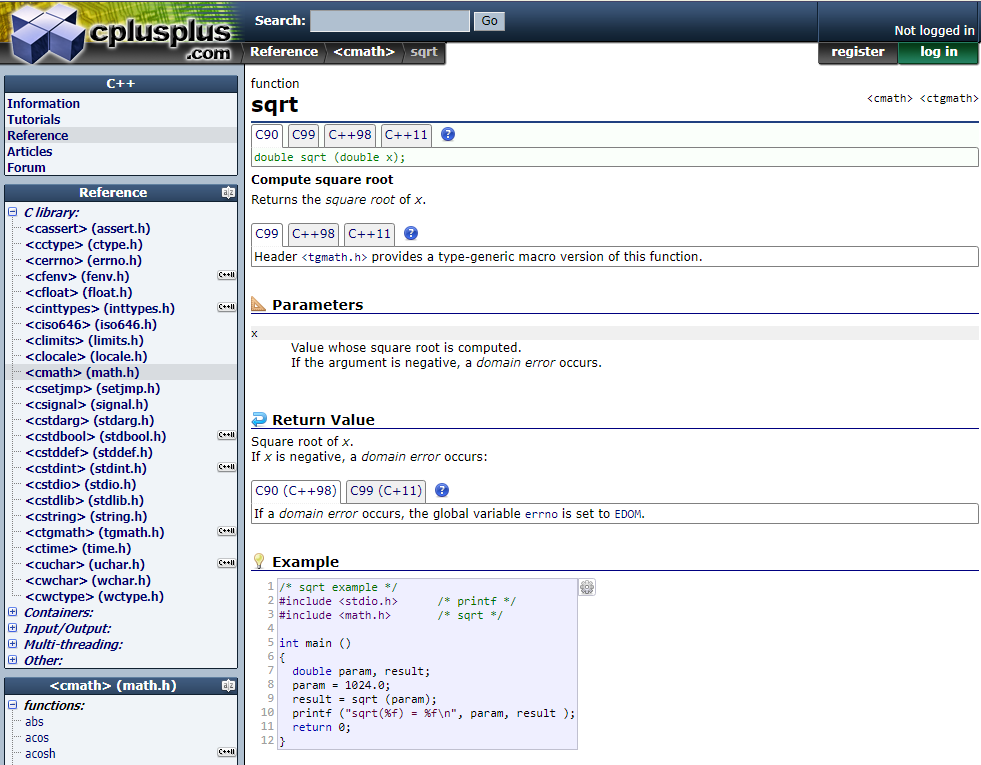 cplusplus
.com
Search:
Go
Not logged in
Reference
<cmath>
sqrt
register
log in
C++
Information
Tutorials
Reference
Articles
Forum
Reference
C library:
<cassert> (assert.h)
<cctype> (ctype.h)
<cerrno> (errno.h)
<cfenv> (fenv.h)
C++11
<cfloat> (float.h)
<cinttypes> (inttypes.h)
C++11
<ciso646> (iso646.h)
<climits> (limits.h)
<clocale> (locale.h)
<cmath> (math.h)
<csetjmp> (setjmp.h)
<csignal> (signal.h)
<cstdarg> (stdarg.h)
<cstdbool> (stdbool.h)
C++11
<cstddef> (stddef.h)
<cstdint> (stdint.h)
C++11
<cstdio> (stdio.h)
<cstdlib> (stdlib.h)
<cstring> (string.h)
<ctgmath> (tgmath.h)
C++11
<ctime> (time.h)
<cuchar> (uchar.h)
C++11
<cwchar> (wchar.h)
<cwctype> (wctype.h)
Containers:
Input/Output:
Multi-threading:
Other:
<cmath> (math.h)
functions:
abs
acos
acosh
C++11
function
sqrt
<cmath> <ctgmath>
C90
C99
C++98
C++11
?
double sqrt (double x);
Compute square root
Returns the square root of x.
C99
C++98
C++11
?
Header <tgmath.h> provides a type-generic macro version of this function.
Parameters
x
Value whose square root is computed.
If the argument is negative, a domain error occurs.
Return Value
Square root of x.
If x is negative, a domain error occurs:
C90 (C++98)
C99 (C+11)
?
If a domain error occurs, the global variable errno is set to EDOM.
Example
1 /* sqrt example */
2 #include <stdio.h>      /* printf */
3 #include <math.h>       /* sqrt */
4
5 int main ()
6 {
7   double param, result;
8   param = 1024.0;
9   result = sqrt (param);
10   printf ("sqrt(%f) = %f\n", param, result );
11   return 0;
12 }